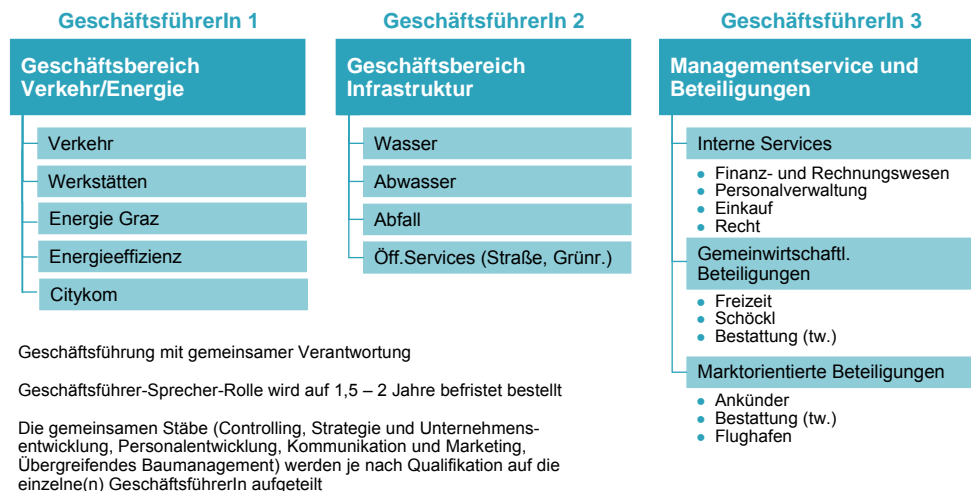 GeschäftsführerIn 1
Geschäftsbereich
Verkehr/Energie
Verkehr
Werkstätten
Energie Graz
Energieeffizienz
Citykom
GeschäftsführerIn 2
Geschäftsbereich
Infrastruktur
Wasser
Abwasser
Abfall
Öff.Services (Straße, Grünr.)
GeschäftsführerIn 3
Managementservice und
Beteiligungen
Interne Services
• Finanz- und Rechnungswesen
• Personalverwaltung
• Einkauf
• Recht
Gemeinwirtschaftl.
Beteiligungen
• Freizeit
• Schöckl
• Bestattung (tw.)
Marktorientierte Beteiligungen
• Ankünder
• Bestattung (tw.)
• Flughafen
Geschäftsführung mit gemeinsamer Verantwortung
Geschäftsführer-Sprecher-Rolle wird auf 1,5 – 2 Jahre befristet bestellt
Die gemeinsamen Stäbe (Controlling, Strategie und Unternehmens-
entwicklung, Personalentwicklung, Kommunikation und Marketing,
Übergreifendes Baumanagement) werden je nach Qualifikation auf die
einzelne(n) GeschäftsführerIn aufgeteilt